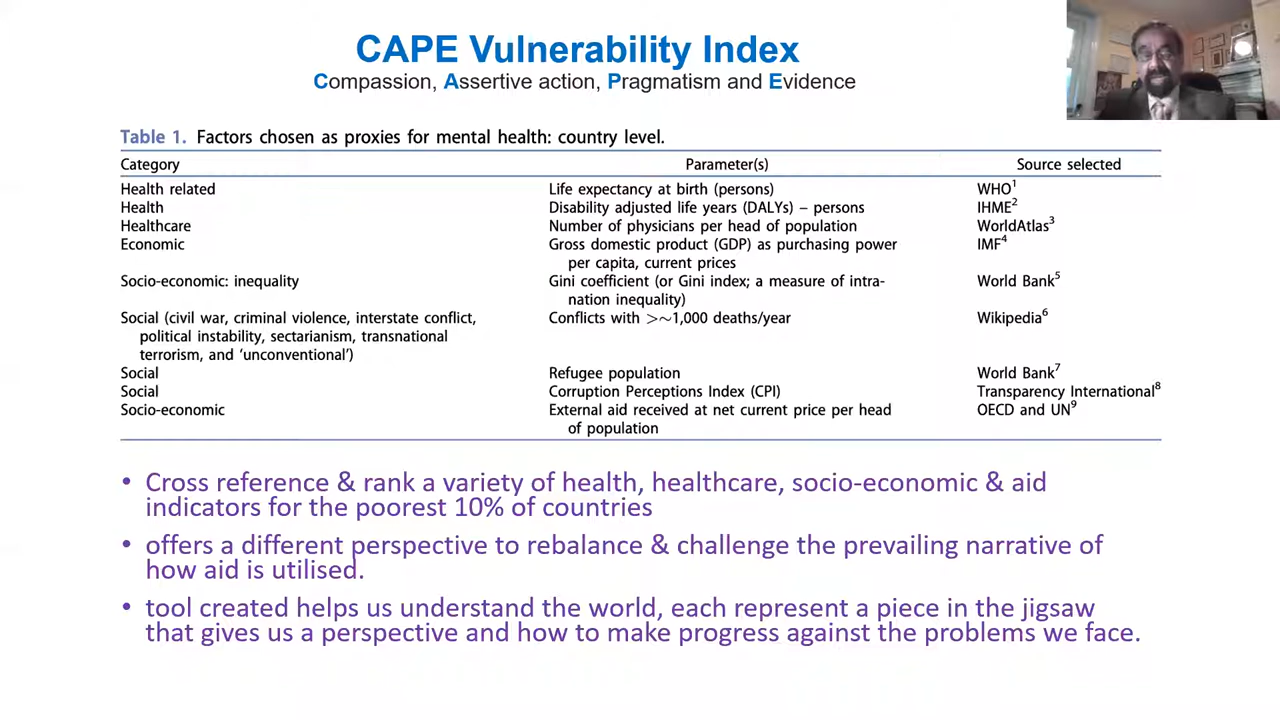 CAPE Vulnerability Index
Compassion, Assertive action, Pragmatism and Evidence
Table 1. Factors chosen as proxies for mental health: country level.
Category Parameter(s) Source selected
Health related Life expectancy at birth (persons) WHO1
Health Disability adjusted life years (DALYs) – persons IHME2
Healthcare Number of physicians per head of population WorldAtlas3
Economic Gross domestic product (GDP) as purchasing power IMF4
per capita, current prices
Socio-economic: inequality Gini coefficient (or Gini index; a measure of intra- World Bank5
nation inequality)
Social (civil war, criminal violence, interstate conflict, Conflicts with >~1,000 deaths/year Wikipedia6
political instability, sectarianism, transnational
terrorism, and ‘unconventional’)
Social Refugee population World Bank7
Social Corruption Perceptions Index (CPI) Transparency International8
Socio-economic External aid received at net current price per head OECD and UN9
of population
• Cross reference & rank a variety of health, healthcare, socio-economic & aid
indicators for the poorest 10% of countries
• offers a different perspective to rebalance & challenge the prevailing narrative of
how aid is utilised.
• tool created helps us understand the world, each represent a piece in the jigsaw
that gives us a perspective and how to make progress against the problems we face.